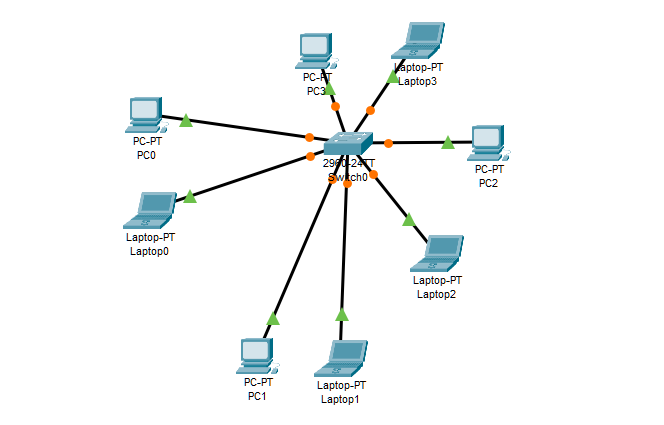 PC-PT
PC3
Laptop-PT
Laptop3
PC-PT
PC0
2960-24TT
Switch0
PC-PT
PC2
Laptop-PT
Laptop0
Laptop-PT
Laptop2
PC-PT
PC1
Laptop-PT
Laptop1